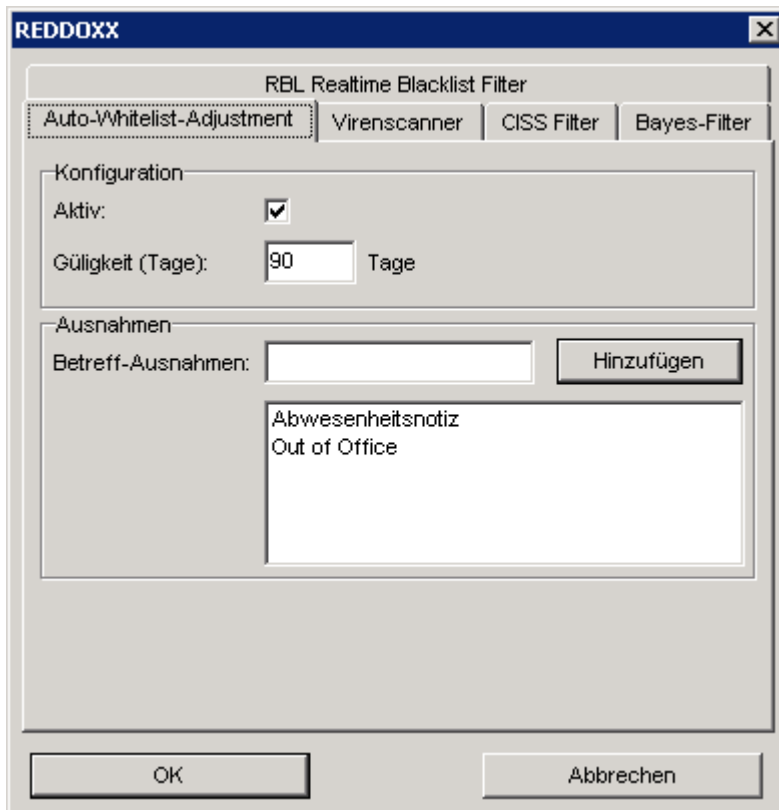 REDDOXX
RBL Realtime Blacklist Filter
Auto-Whitelist-Adjustment Virenscanner CISS Filter Bayes-Filter
Konfiguration
Aktiv:
Güligkeit (Tage): 90 Tage
Ausnahmen
Betreff-Ausnahmen: Hinzufügen
Abwesenheitsnotiz
Out of Office
OK Abbrechen